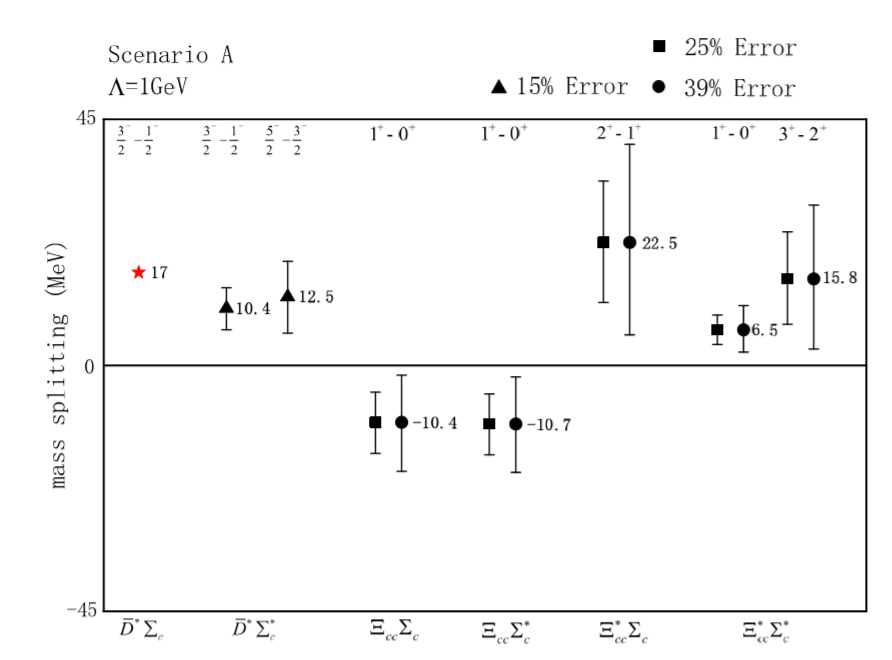 Scenario A
Λ=1GeV
■ 25% Error
▲ 15% Error ● 39% Error
45
3/2⁻ - 1/2⁻ 3/2⁻ - 1/2⁻ 5/2⁻ - 3/2⁻ 1⁺ - 0⁺ 1⁺ - 0⁺ 2⁺ - 1⁺ 1⁺ - 0⁺ 3⁺ - 2⁺
22.5
17
15.8
12.5
10.4
6.5
0
-10.4
-10.7
-45
mass splitting (MeV)
D̄*Σ_c D̄*Σ_c* Ξ_ccΣ_c Ξ_ccΣ_c* Ξ_cc*Σ_c Ξ_cc*Σ_c*